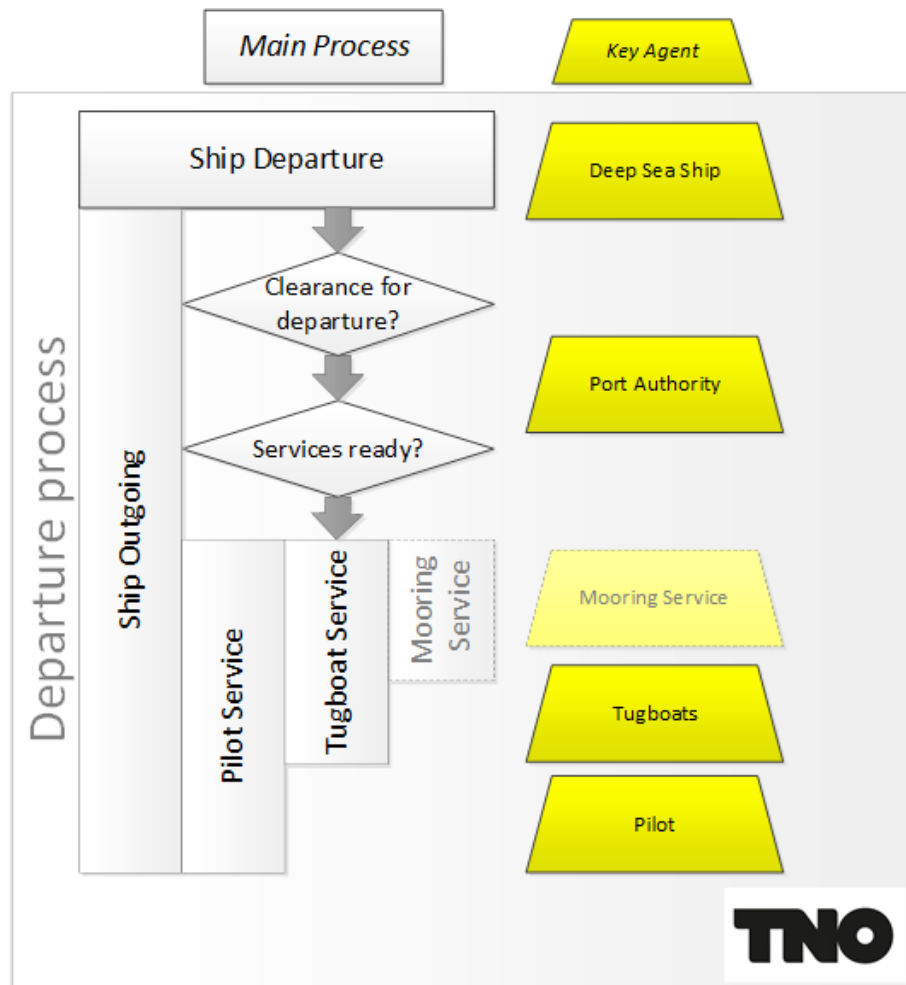 Main Process
Key Agent
Ship Departure
Deep Sea Ship
Clearance for
departure?
Port Authority
Services ready?
Departure process
Ship Outgoing
Pilot Service
Tugboat Service
Mooring
Service
Mooring Service
Tugboats
Pilot
TNO